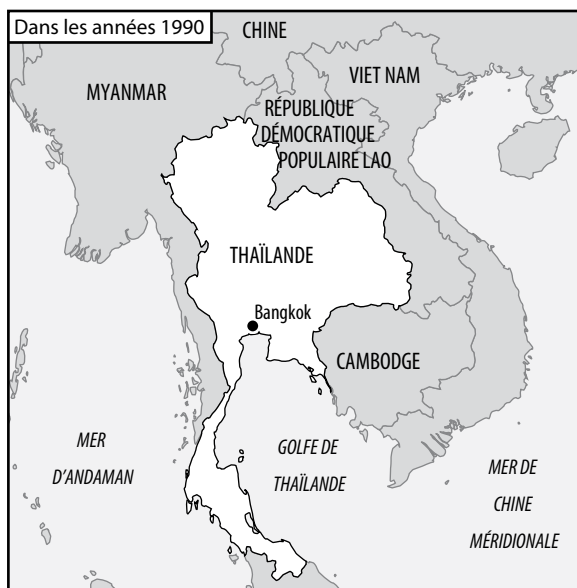 Dans les années 1990
CHINE
VIET NAM
MYANMAR
RÉPUBLIQUE
DÉMOCRATIQUE
POPULAIRE LAO
THAÏLANDE
Bangkok
CAMBODGE
MER
D'ANDAMAN
GOLFE DE
THAÏLANDE
MER DE
CHINE
MÉRIDIONALE